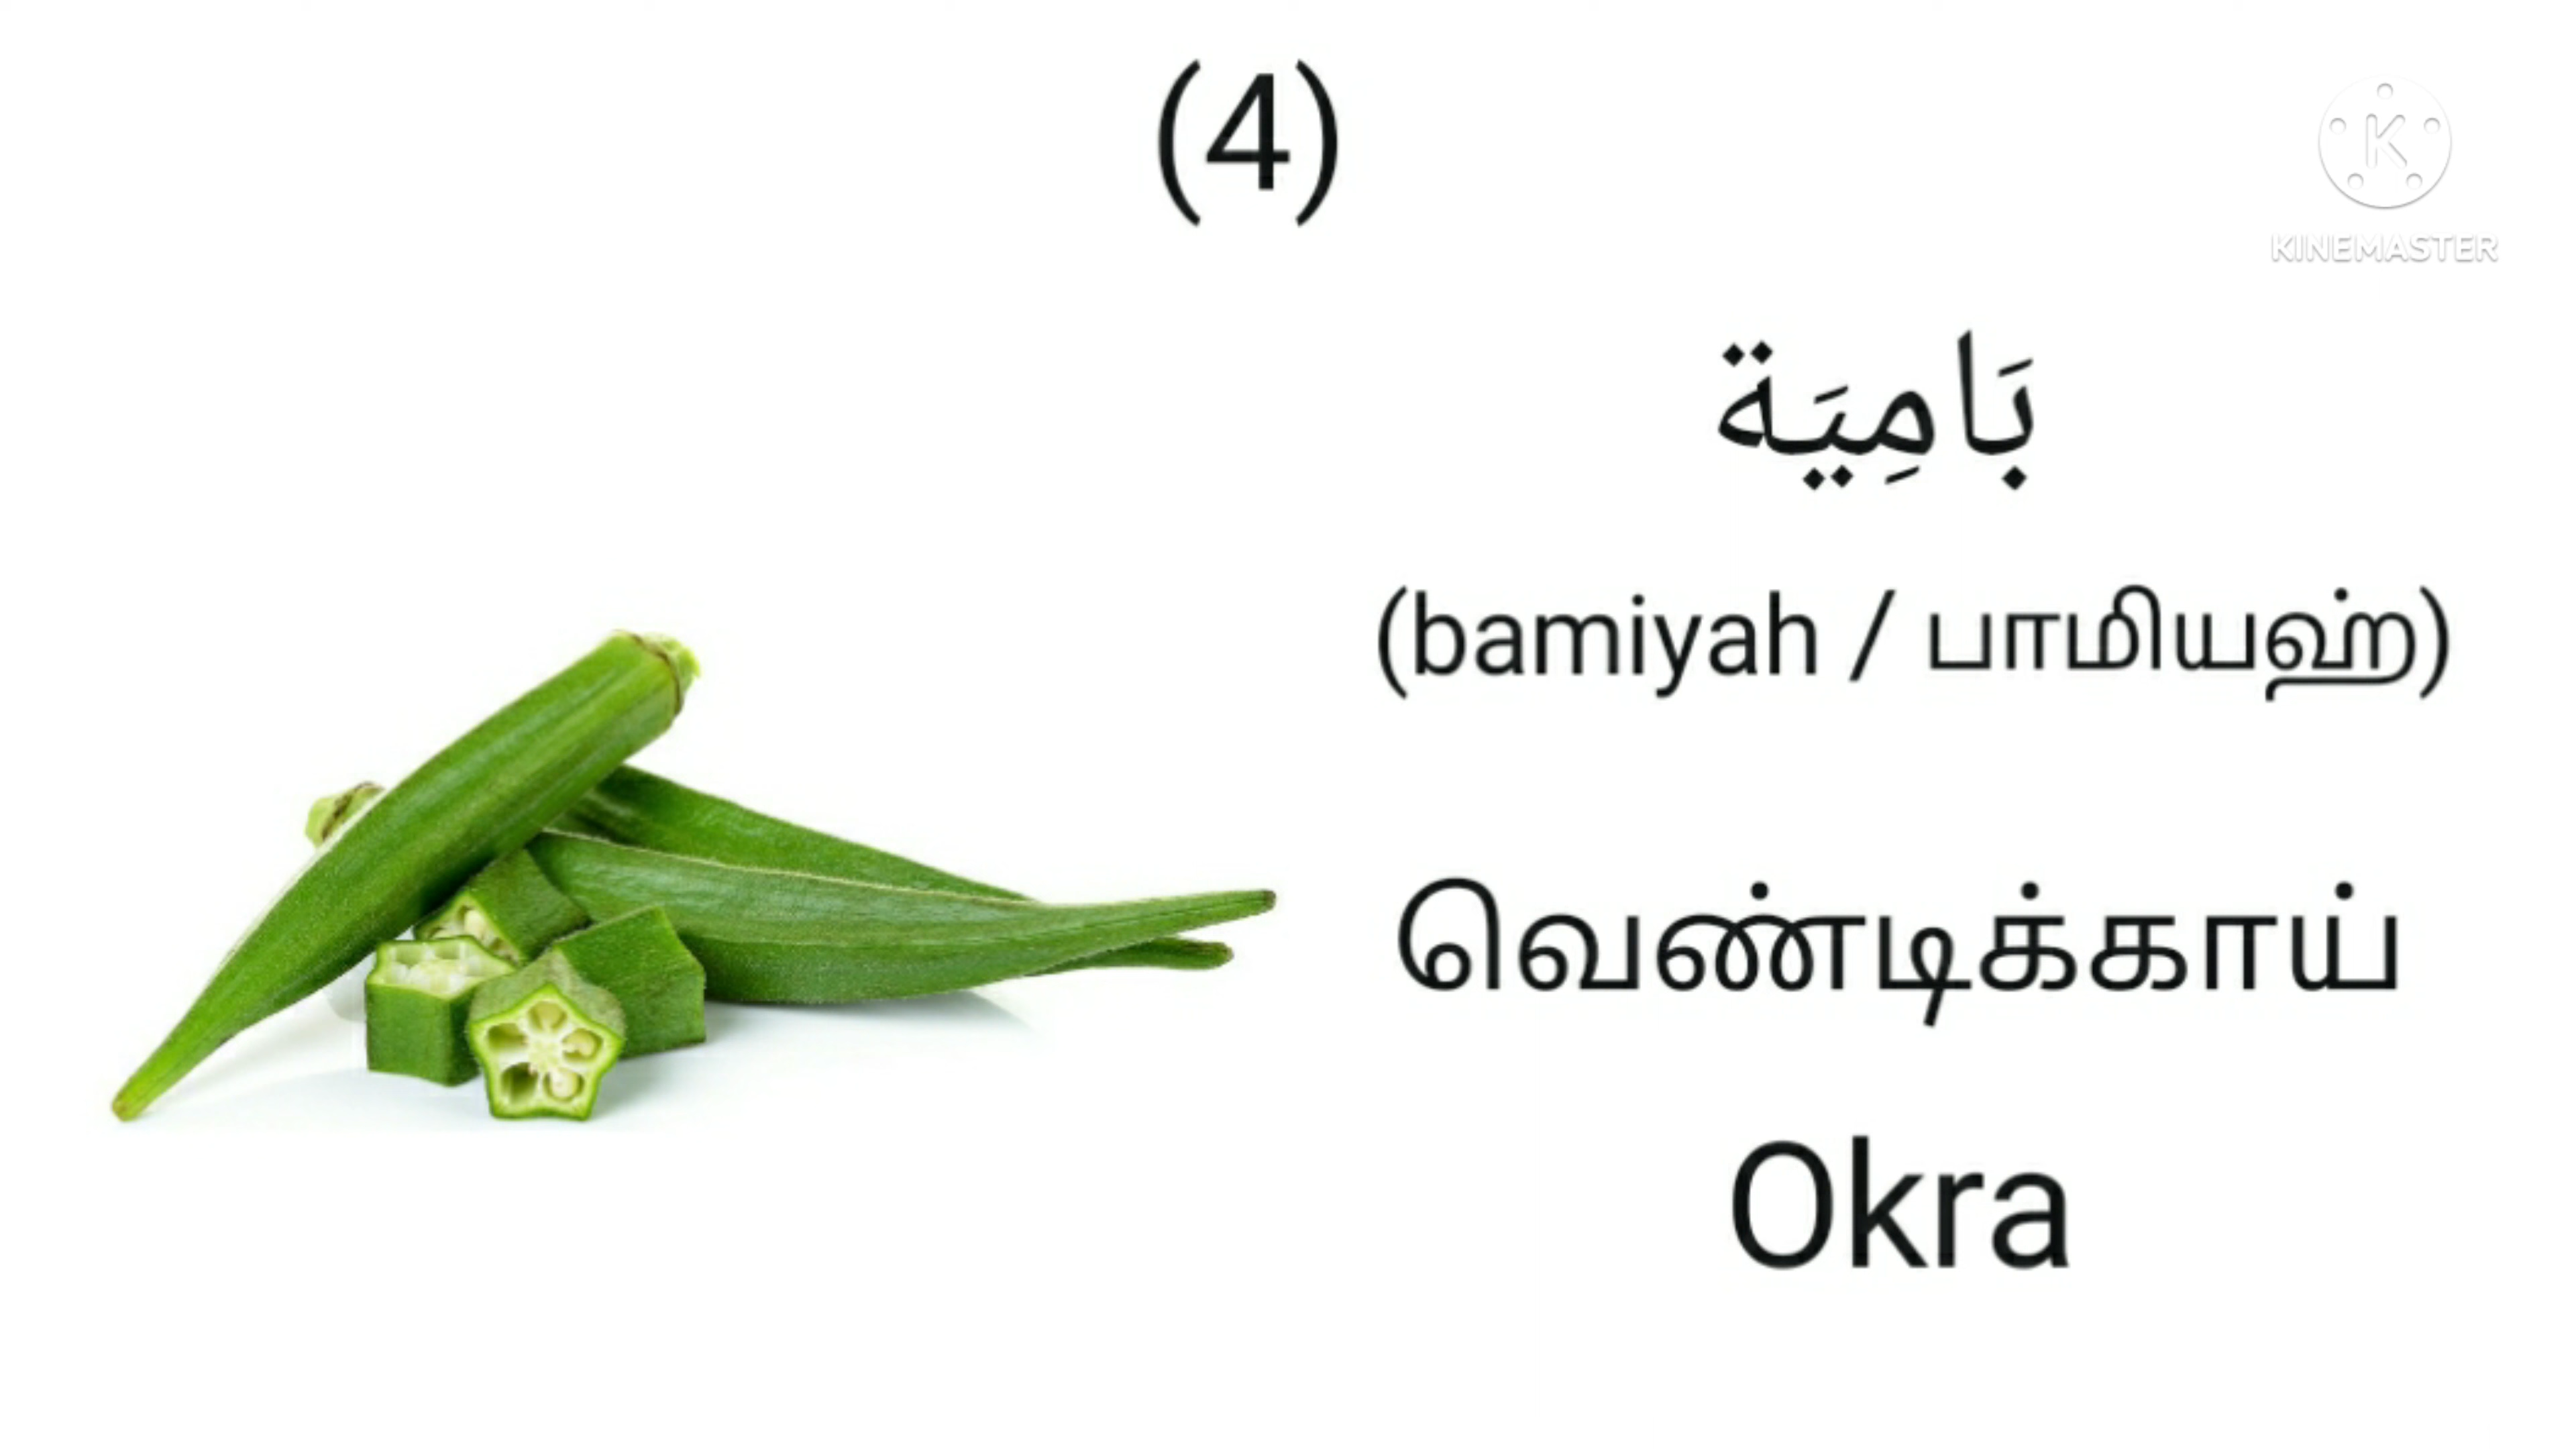 (4)
K
KINEMASTER
بَامِيَة
(bamiyah / பாமியஹ்)
வெண்டிக்காய்
Okra